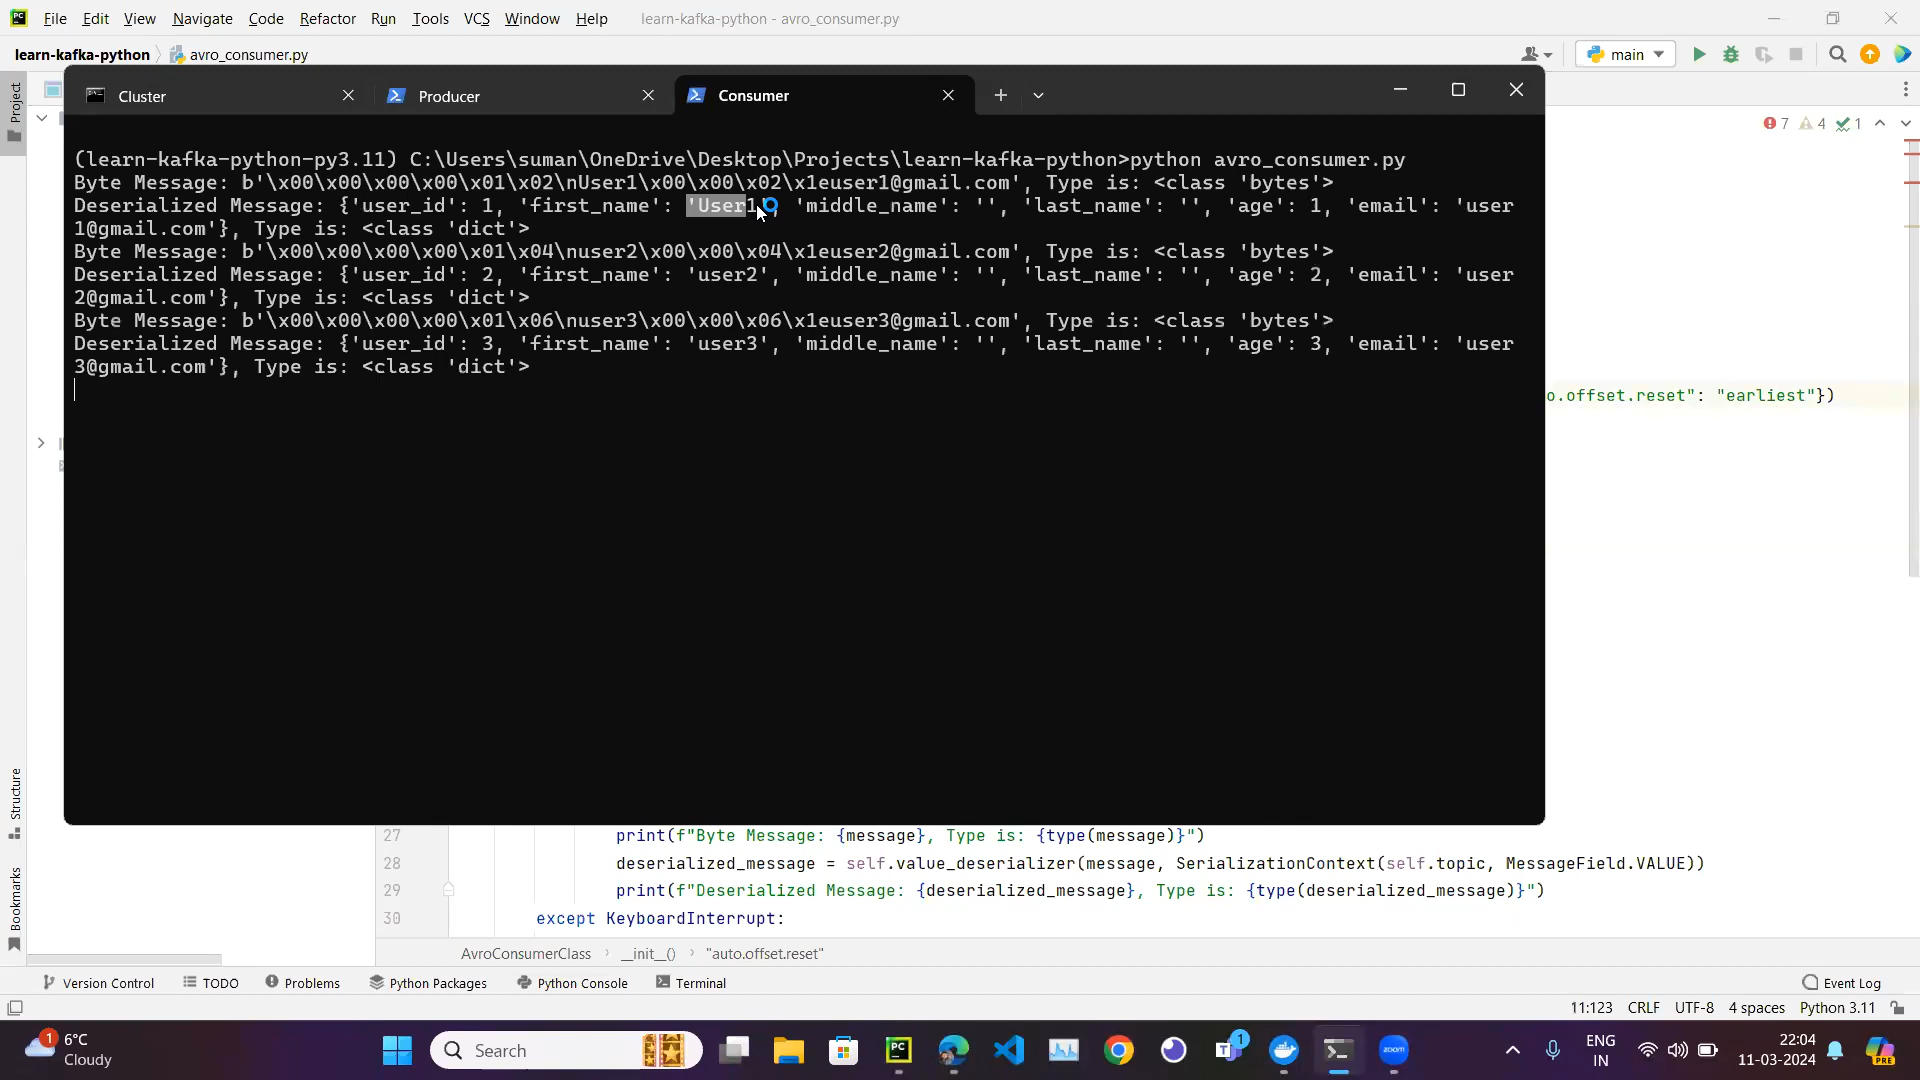 File Edit View Navigate Code Refactor Run Tools VCS Window Help learn-kafka-python - avro_consumer.py
learn-kafka-python avro_consumer.py main
Project
Cluster Producer Consumer
7 4 1
(learn-kafka-python-py3.11) C:\Users\suman\OneDrive\Desktop\Projects\learn-kafka-python>python avro_consumer.py
Byte Message: b'\x00\x00\x00\x00\x01\x02\nUser1\x00\x00\x02\x1euser1@gmail.com', Type is: <class 'bytes'>
Deserialized Message: {'user_id': 1, 'first_name': 'User1', 'middle_name': '', 'last_name': '', 'age': 1, 'email': 'user
1@gmail.com'}, Type is: <class 'dict'>
Byte Message: b'\x00\x00\x00\x00\x01\x04\nuser2\x00\x00\x04\x1euser2@gmail.com', Type is: <class 'bytes'>
Deserialized Message: {'user_id': 2, 'first_name': 'user2', 'middle_name': '', 'last_name': '', 'age': 2, 'email': 'user
2@gmail.com'}, Type is: <class 'dict'>
Byte Message: b'\x00\x00\x00\x00\x01\x06\nuser3\x00\x00\x06\x1euser3@gmail.com', Type is: <class 'bytes'>
Deserialized Message: {'user_id': 3, 'first_name': 'user3', 'middle_name': '', 'last_name': '', 'age': 3, 'email': 'user
3@gmail.com'}, Type is: <class 'dict'>
o.offset.reset": "earliest"})
Structure
Bookmarks
27 print(f"Byte Message: {message}, Type is: {type(message)}")
28 deserialized_message = self.value_deserializer(message, SerializationContext(self.topic, MessageField.VALUE))
29 print(f"Deserialized Message: {deserialized_message}, Type is: {type(deserialized_message)}")
30 except KeyboardInterrupt:
AvroConsumerClass __init__() "auto.offset.reset"
Version Control TODO Problems Python Packages Python Console Terminal Event Log
11:123 CRLF UTF-8 4 spaces Python 3.11
1 6°C
Cloudy
Search
PC
1
zoom
ENG
IN
22:04
11-03-2024
PRE